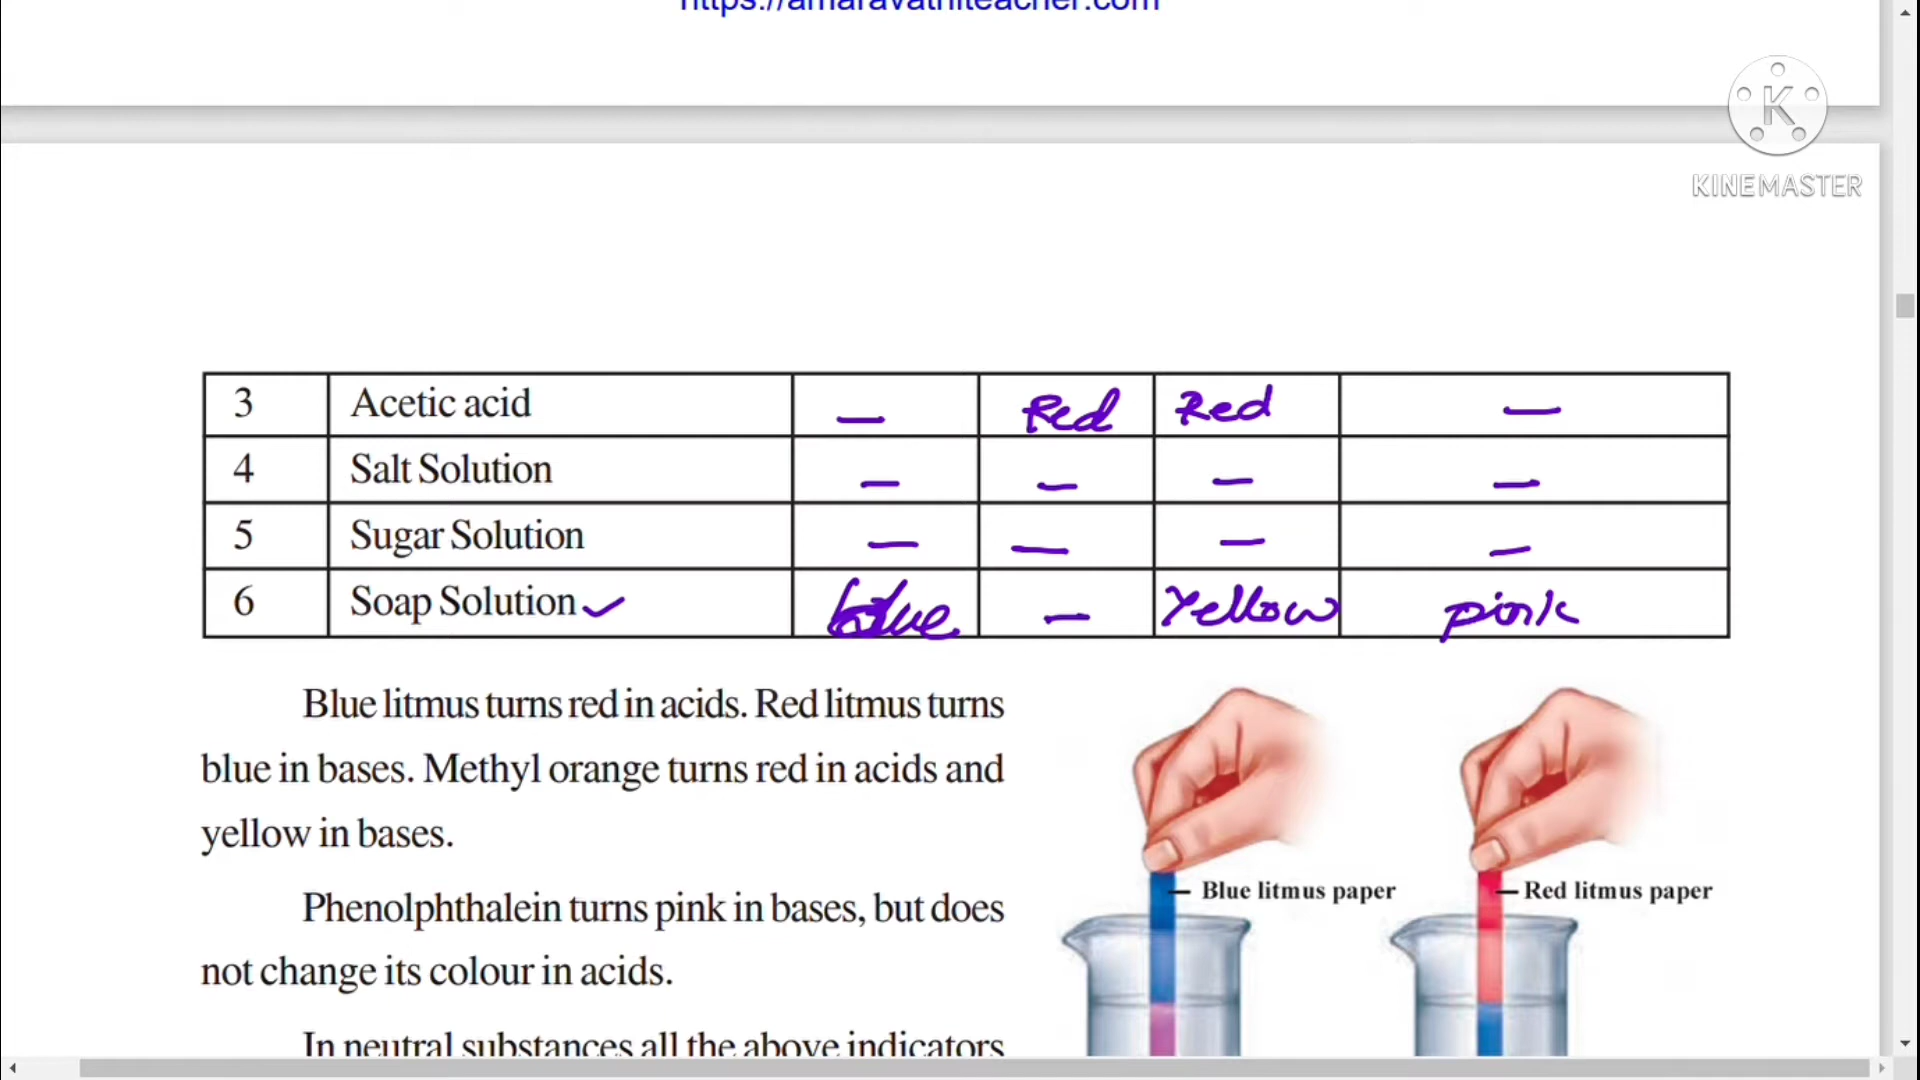 https://amaravathiteacher.com
K
KINEMASTER
3 Acetic acid — Red Red —
4 Salt Solution — — — —
5 Sugar Solution — — — —
6 Soap Solution ✓ blue — Yellow pink
Blue litmus turns red in acids. Red litmus turns
blue in bases. Methyl orange turns red in acids and
yellow in bases.
Phenolphthalein turns pink in bases, but does
not change its colour in acids.
In neutral substances all the above indicators
Blue litmus paper
Red litmus paper